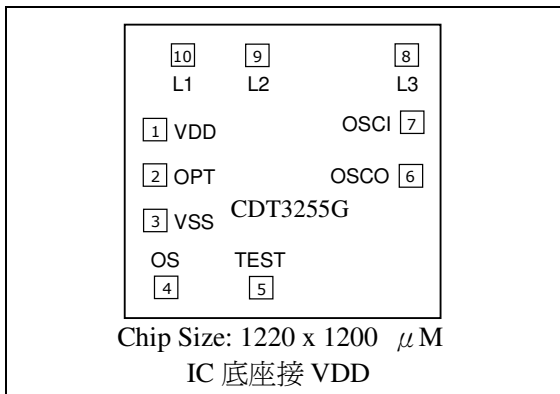 10 9 8
L1 L2 L3
1 VDD OSCI 7
2 OPT OSCO 6
3 VSS CDT3255G
OS TEST
4 5
Chip Size: 1220 x 1200 μM
IC 底座接 VDD